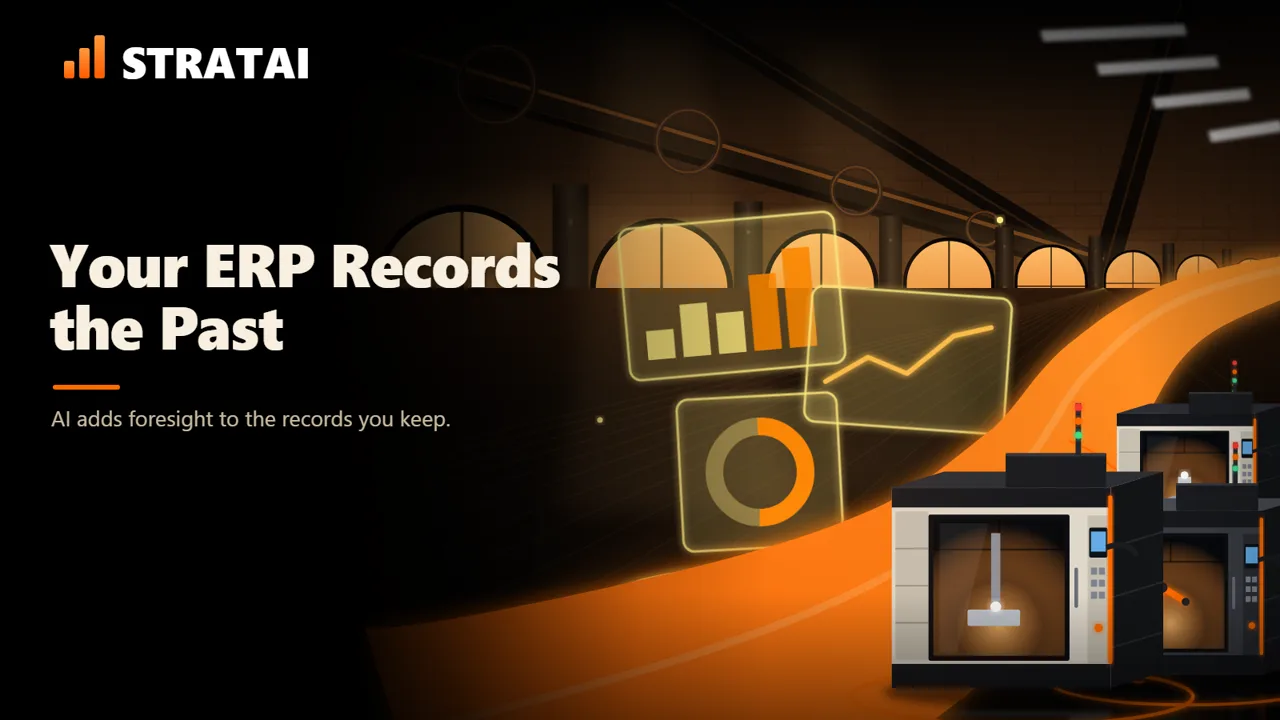 STRATAI
Your ERP Records
the Past
AI adds foresight to the records you keep.